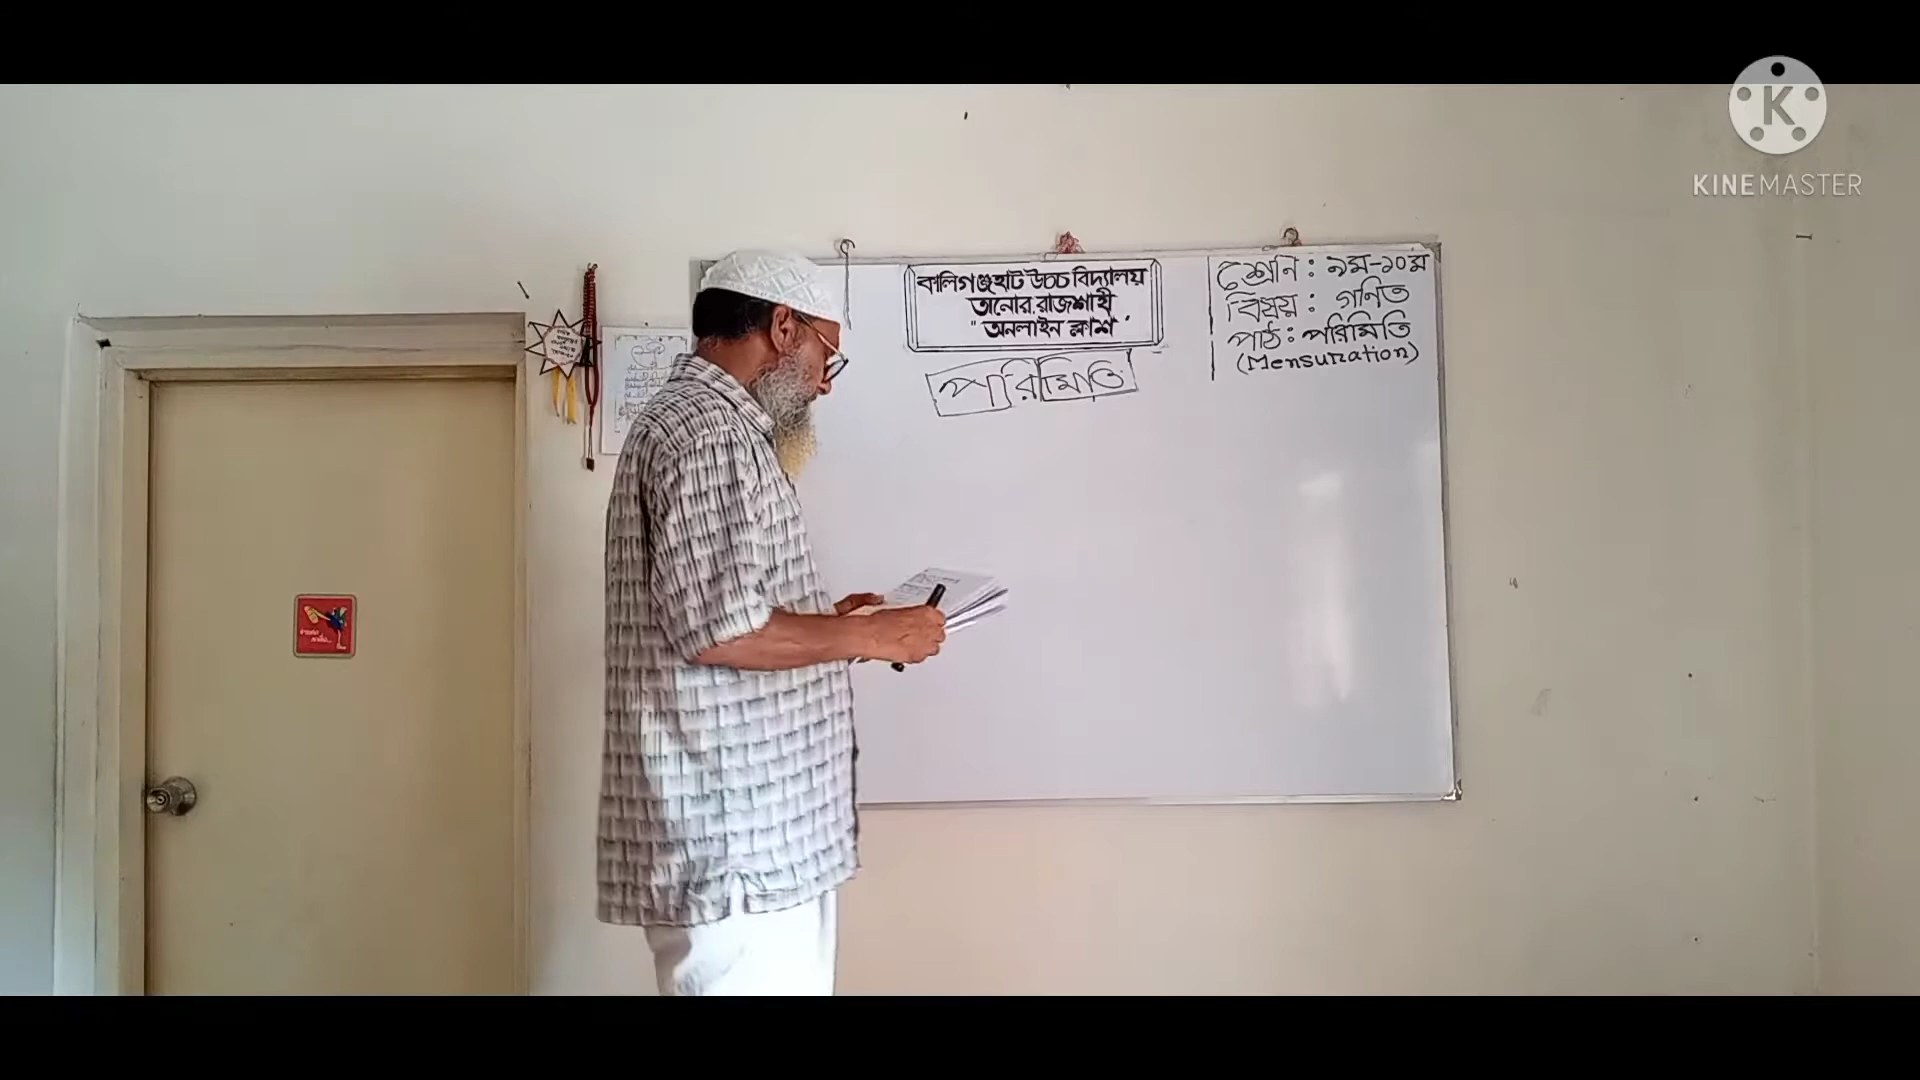 বালিগঞ্জহাট উচ্চ বিদ্যালয়
তানোর, রাজশাহী
"অনলাইন ক্লাশ"
পরিমিতি
শ্রেণি : ৯ম-১০ম
বিষয় : গণিত
পাঠ : পরিমিতি
(Mensuration)
KINEMASTER